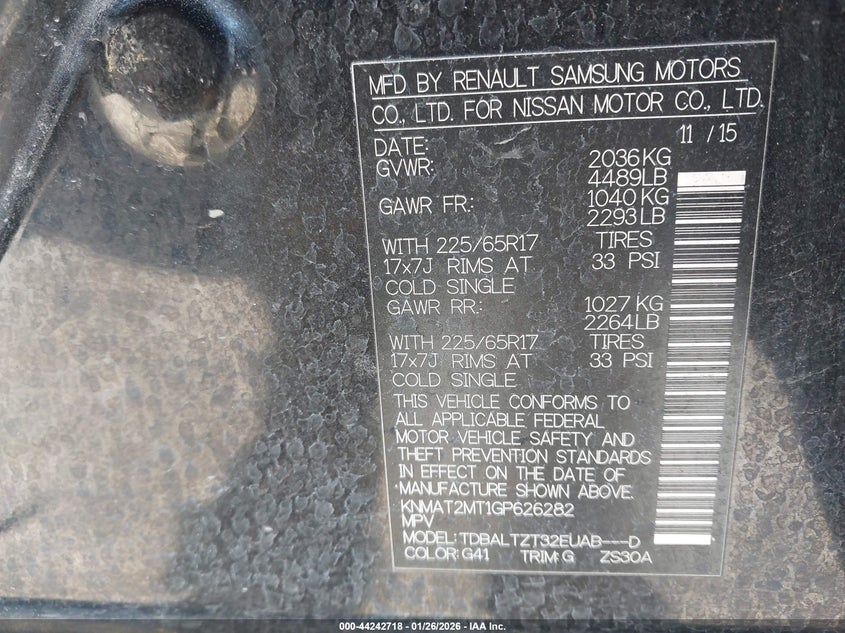 MFD BY RENAULT SAMSUNG MOTORS
CO., LTD. FOR NISSAN MOTOR CO., LTD.
DATE: 11 / 15
GVWR: 2036 KG
4489LB
GAWR FR: 1040 KG
2293 LB
WITH 225/65R17 TIRES
17x7J RIMS AT 33 PSI
COLD SINGLE
GAWR RR: 1027 KG
2264LB
WITH 225/65R17 TIRES
17x7J RIMS AT 33 PSI
COLD SINGLE
THIS VEHICLE CONFORMS TO
ALL APPLICABLE FEDERAL
MOTOR VEHICLE SAFETY AND
THEFT PREVENTION STANDARDS
IN EFFECT ON THE DATE OF
MANUFACTURE SHOWN ABOVE.
KNMAT2MT1GP626282
MPV
MODEL: TDBALTZT32EUAB---D
COLOR: G41 TRIM: G ZS30A
000-44242718 - 01/26/2026 - IAA Inc.